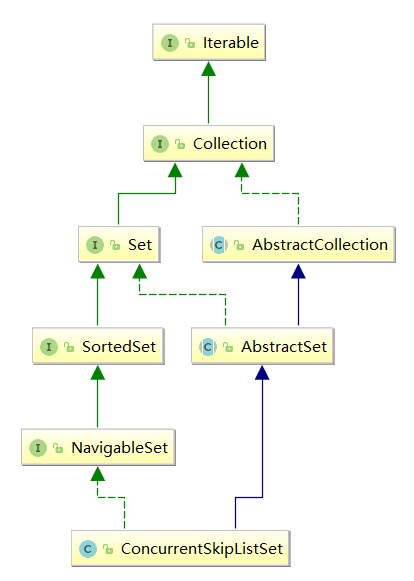 I Iterable
I Collection
I Set
C AbstractCollection
I SortedSet
C AbstractSet
I NavigableSet
C ConcurrentSkipListSet